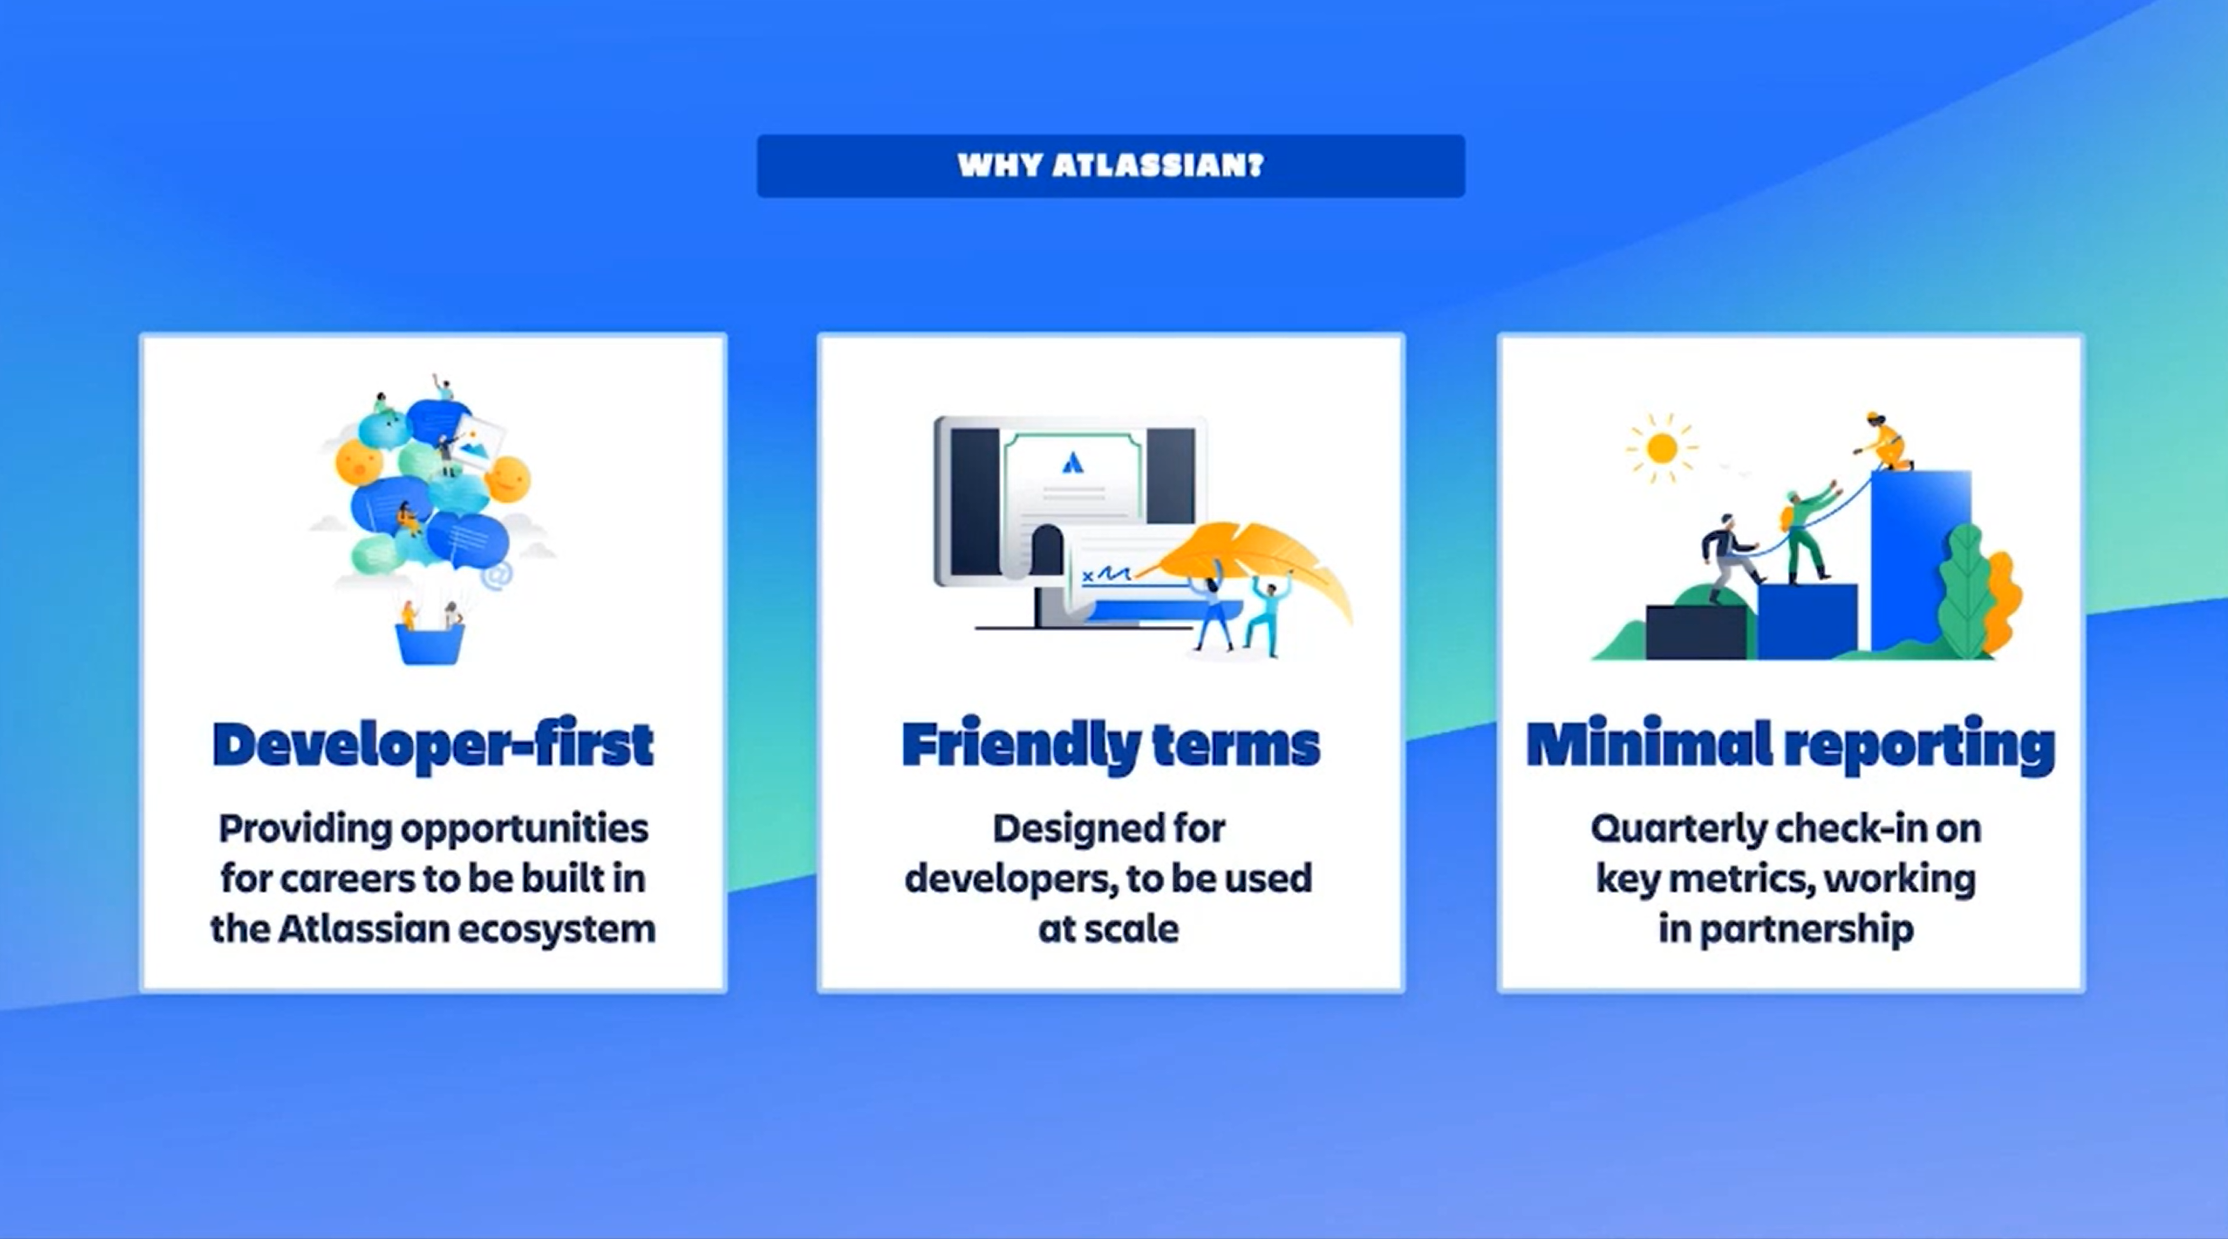 WHY ATLASSIAN?
Developer-first
Providing opportunities
for careers to be built in
the Atlassian ecosystem
Friendly terms
Designed for
developers, to be used
at scale
Minimal reporting
Quarterly check-in on
key metrics, working
in partnership